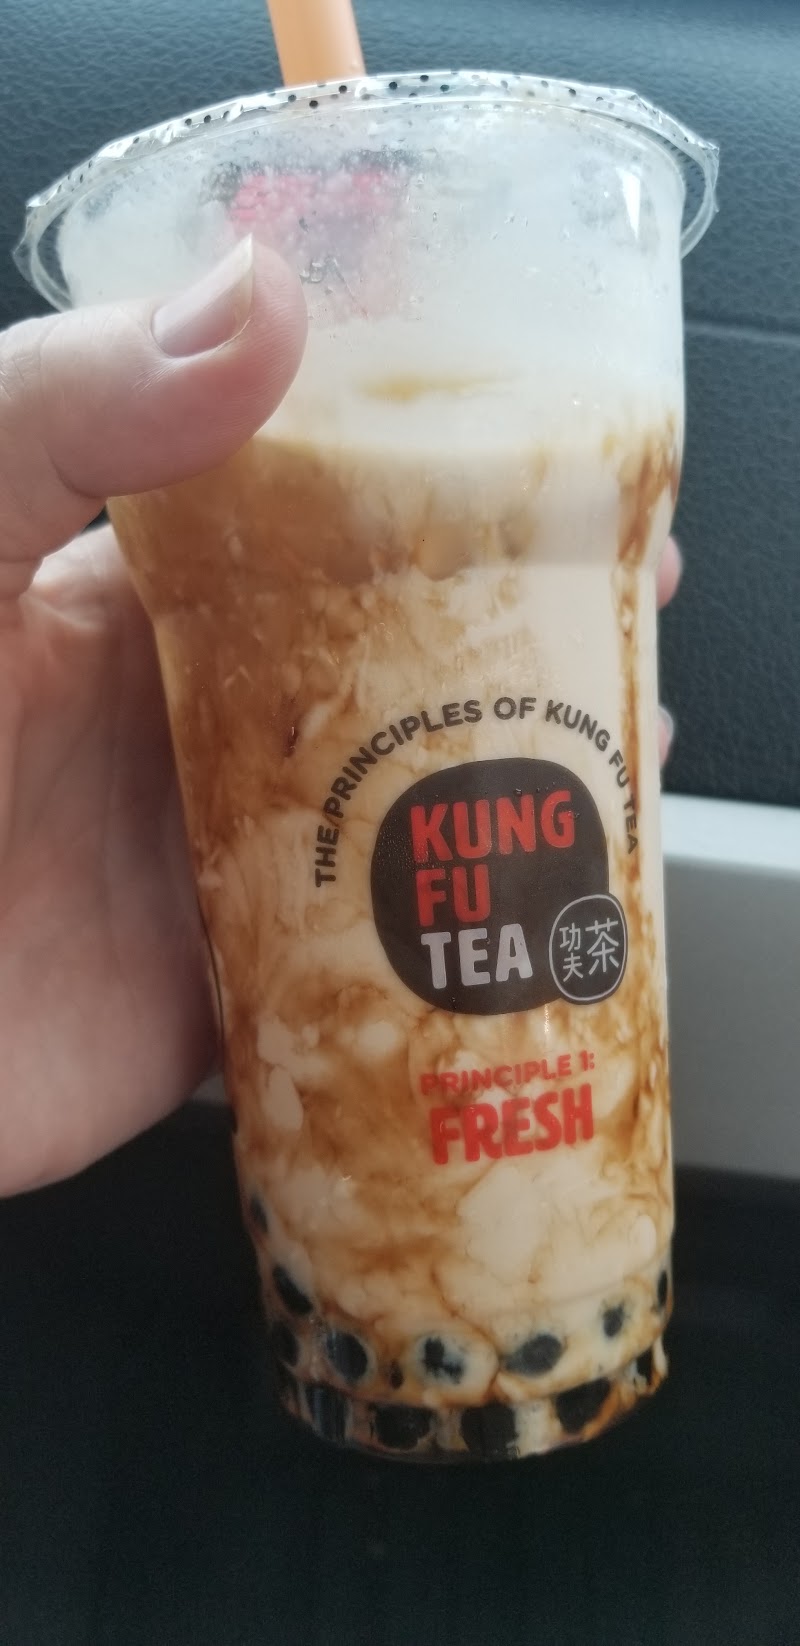 THE PRINCIPLES OF KUNG FU TEA
KUNG
FU
TEA
功夫茶
PRINCIPLE 1:
FRESH